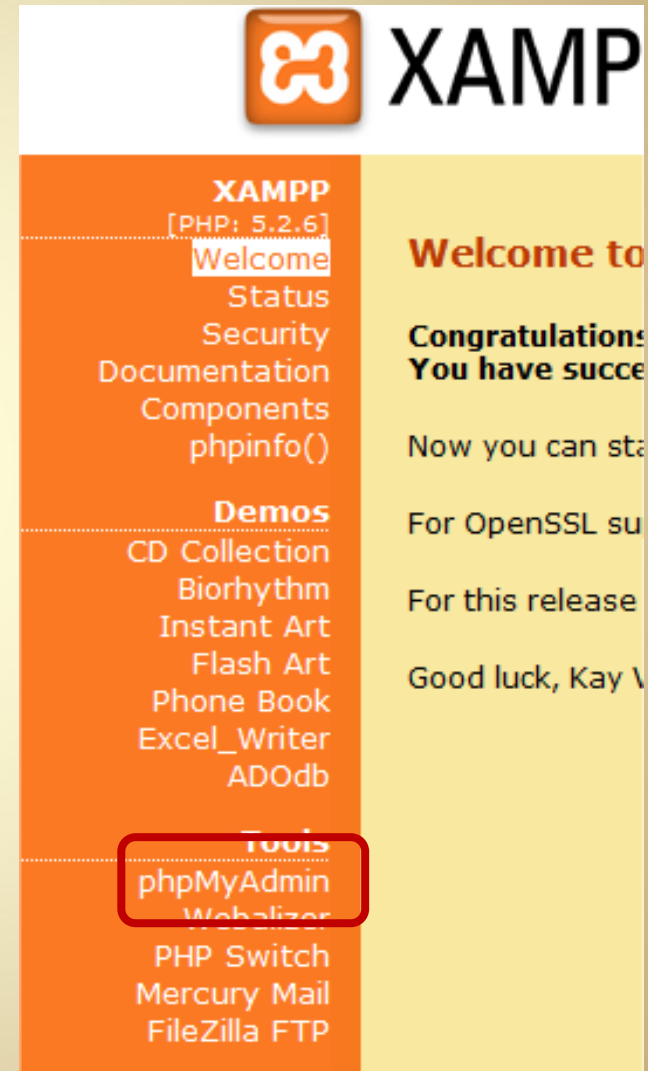 XAMPP
XAMPP
[PHP: 5.2.6]
Welcome
Status
Security
Documentation
Components
phpinfo()
Demos
CD Collection
Biorhythm
Instant Art
Flash Art
Phone Book
Excel_Writer
ADOdb
Tools
phpMyAdmin
Webalizer
PHP Switch
Mercury Mail
FileZilla FTP
Welcome to
Congratulations
You have succe
Now you can sta
For OpenSSL su
For this release
Good luck, Kay